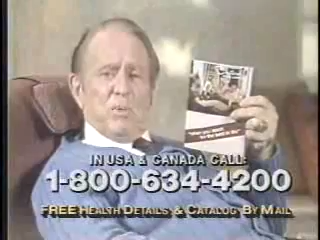 IN USA & CANADA CALL:
1-800-634-4200
FREE HEALTH DETAILS & CATALOG BY MAIL